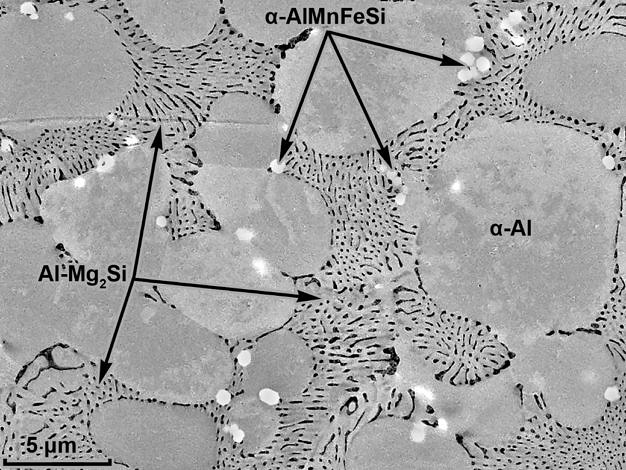 α-AlMnFeSi
α-Al
Al-Mg₂Si
5 μm